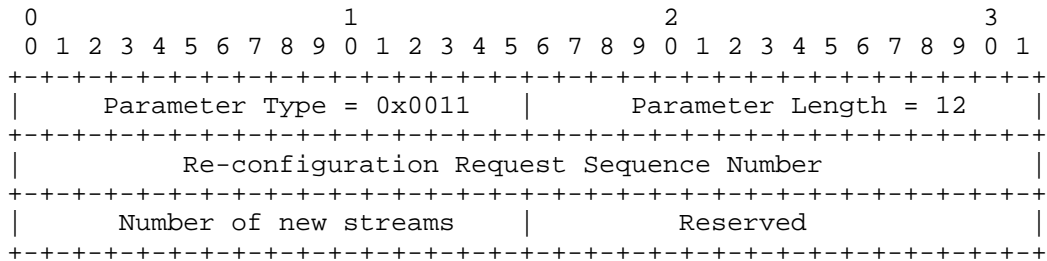 0                   1                   2                   3
 0 1 2 3 4 5 6 7 8 9 0 1 2 3 4 5 6 7 8 9 0 1 2 3 4 5 6 7 8 9 0 1
+-+-+-+-+-+-+-+-+-+-+-+-+-+-+-+-+-+-+-+-+-+-+-+-+-+-+-+-+-+-+-+-+
|     Parameter Type = 0x0011   |      Parameter Length = 12    |
+-+-+-+-+-+-+-+-+-+-+-+-+-+-+-+-+-+-+-+-+-+-+-+-+-+-+-+-+-+-+-+-+
|          Re-configuration Request Sequence Number             |
+-+-+-+-+-+-+-+-+-+-+-+-+-+-+-+-+-+-+-+-+-+-+-+-+-+-+-+-+-+-+-+-+
|      Number of new streams    |         Reserved              |
+-+-+-+-+-+-+-+-+-+-+-+-+-+-+-+-+-+-+-+-+-+-+-+-+-+-+-+-+-+-+-+-+